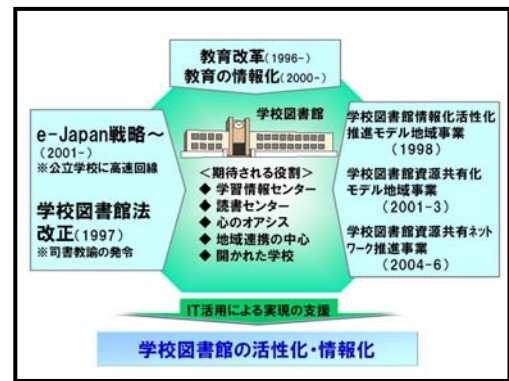 教育改革(1996-)
教育の情報化(2000-)
学校図書館
e-Japan戦略～
(2001-)
※公立学校に高速回線
学校図書館法
改正(1997)
※司書教諭の発令
＜期待される役割＞
◆ 学習情報センター
◆ 読書センター
◆ 心のオアシス
◆ 地域連携の中心
◆ 開かれた学校
学校図書館情報化活性化
推進モデル地域事業
(1998)
学校図書館資源共有化
モデル地域事業
(2001-3)
学校図書館資源共有ネット
ワーク推進事業
(2004-6)
IT活用による実現の支援
学校図書館の活性化・情報化